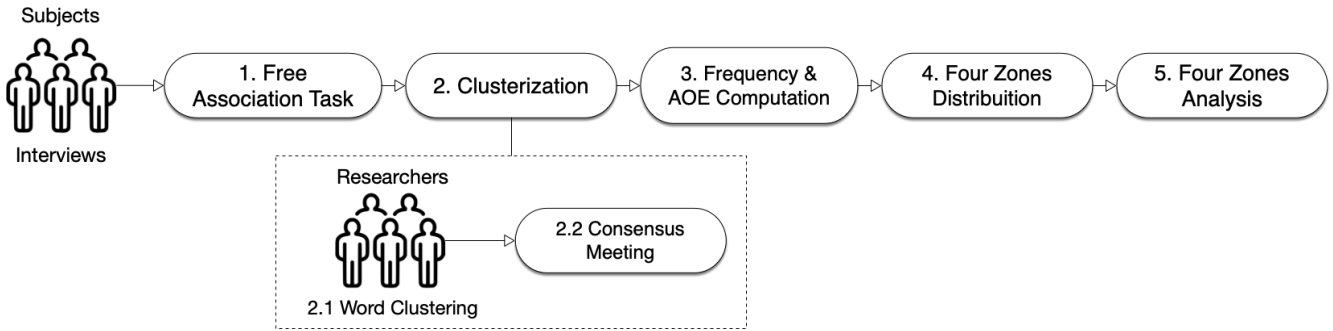 Subjects
Interviews
1. Free
Association Task
2. Clusterization
3. Frequency &
AOE Computation
4. Four Zones
Distribuition
5. Four Zones
Analysis
Researchers
2.1 Word Clustering
2.2 Consensus
Meeting